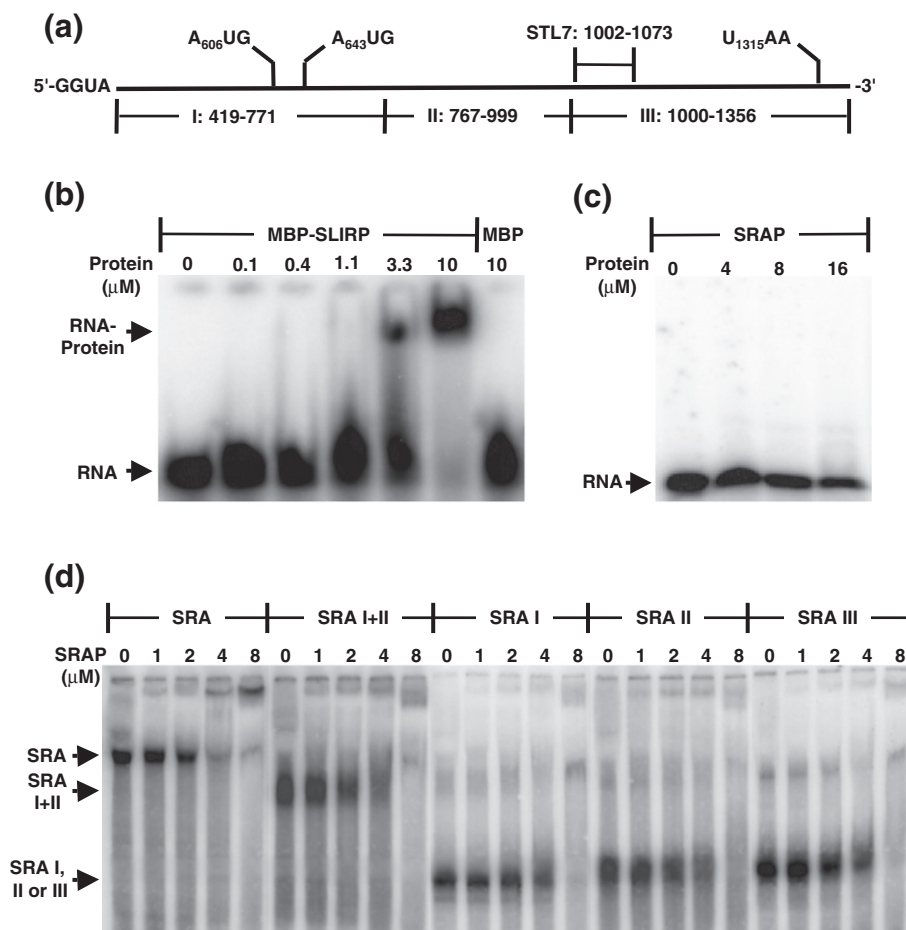 (a)
A606UG
A643UG
STL7: 1002-1073
U1315AA
5'-GGUA
-3'
I: 419-771
II: 767-999
III: 1000-1356
(b)
MBP-SLIRP
MBP
Protein (μM)
0 0.1 0.4 1.1 3.3 10 10
RNA-
Protein
RNA
(c)
SRAP
Protein (μM)
0 4 8 16
RNA
(d)
SRA
SRA I+II
SRA I
SRA II
SRA III
SRAP (μM)
0 1 2 4 8 0 1 2 4 8 0 1 2 4 8 0 1 2 4 8 0 1 2 4 8
SRA
SRA
I+II
SRA I,
II or III